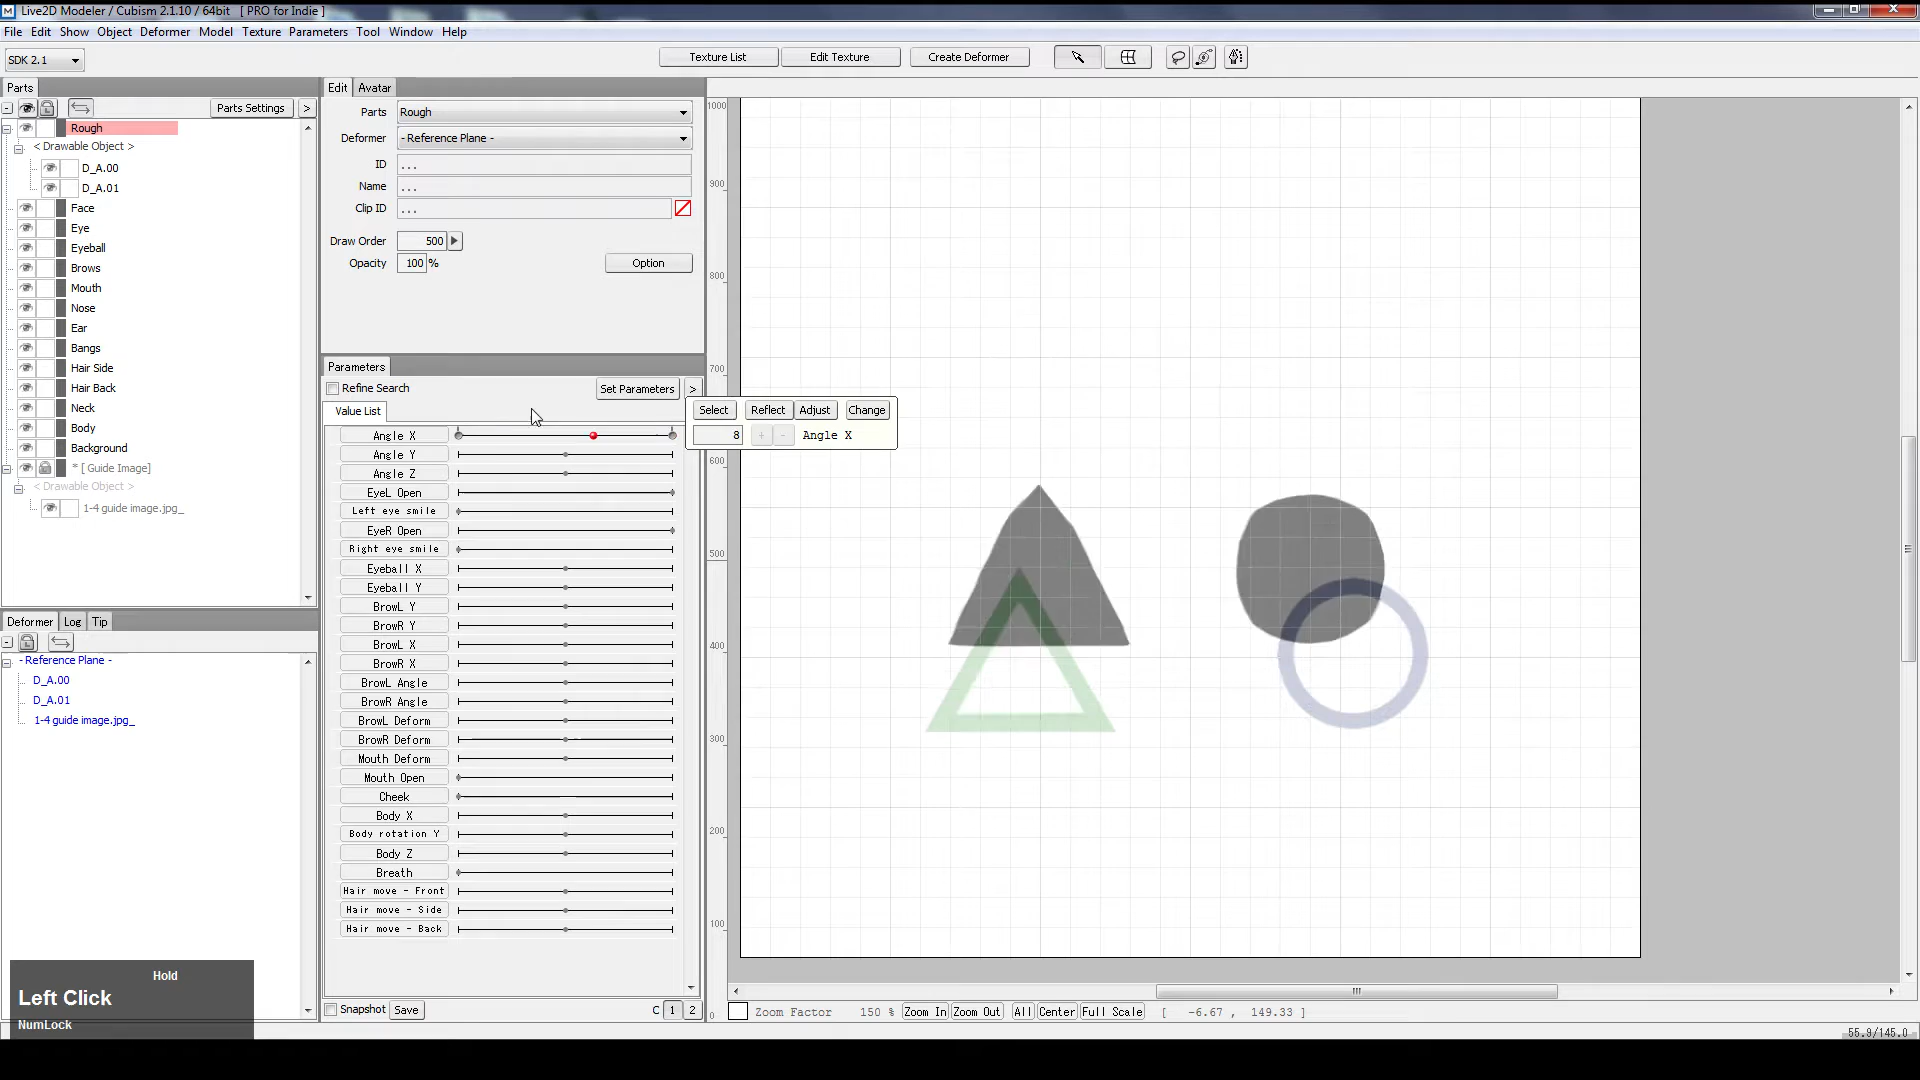 Live2D Modeler / Cubism 2.1.10 / 64bit   [ PRO for Indie ]
File Edit Show Object Deformer Model Texture Parameters Tool Window Help
SDK 2.1 Texture List Edit Texture Create Deformer
Parts
Parts Settings >
Rough
< Drawable Object >
D_A.00
D_A.01
Face
Eye
Eyeball
Brows
Mouth
Nose
Ear
Bangs
Hair Side
Hair Back
Neck
Body
Background
* [ Guide Image]
< Drawable Object >
1-4 guide image.jpg_
Deformer Log Tip
- Reference Plane -
D_A.00
D_A.01
1-4 guide image.jpg_
Hold
Left Click
NumLock
Edit Avatar
Parts Rough
Deformer - Reference Plane -
ID . . .
Name . . .
Clip ID . . .
Draw Order 500
Opacity 100 % Option
Parameters
Refine Search Set Parameters >
Value List
Angle X
Angle Y
Angle Z
EyeL Open
Left eye smile
EyeR Open
Right eye smile
Eyeball X
Eyeball Y
BrowL Y
BrowR Y
BrowL X
BrowR X
BrowL Angle
BrowR Angle
BrowL Deform
BrowR Deform
Mouth Deform
Mouth Open
Cheek
Body X
Body rotation Y
Body Z
Breath
Hair move - Front
Hair move - Side
Hair move - Back
Snapshot Save C 1 2
Select Reflect Adjust Change
8 + - Angle X
1000
900
800
700
600
500
400
300
200
100
0
Zoom Factor 150 % Zoom In Zoom Out All Center Full Scale [ -6.67 , 149.33 ]
55.9/145.0